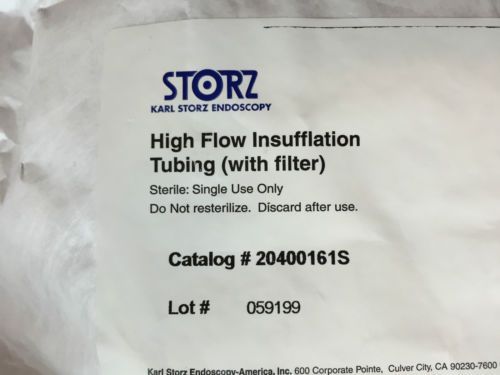 STORZ
KARL STORZ ENDOSCOPY
High Flow Insufflation
Tubing (with filter)
Sterile: Single Use Only
Do Not resterilize. Discard after use.
Catalog # 20400161S
Lot # 059199
Karl Storz Endoscopy-America, Inc. 600 Corporate Pointe, Culver City, CA 90230-7600